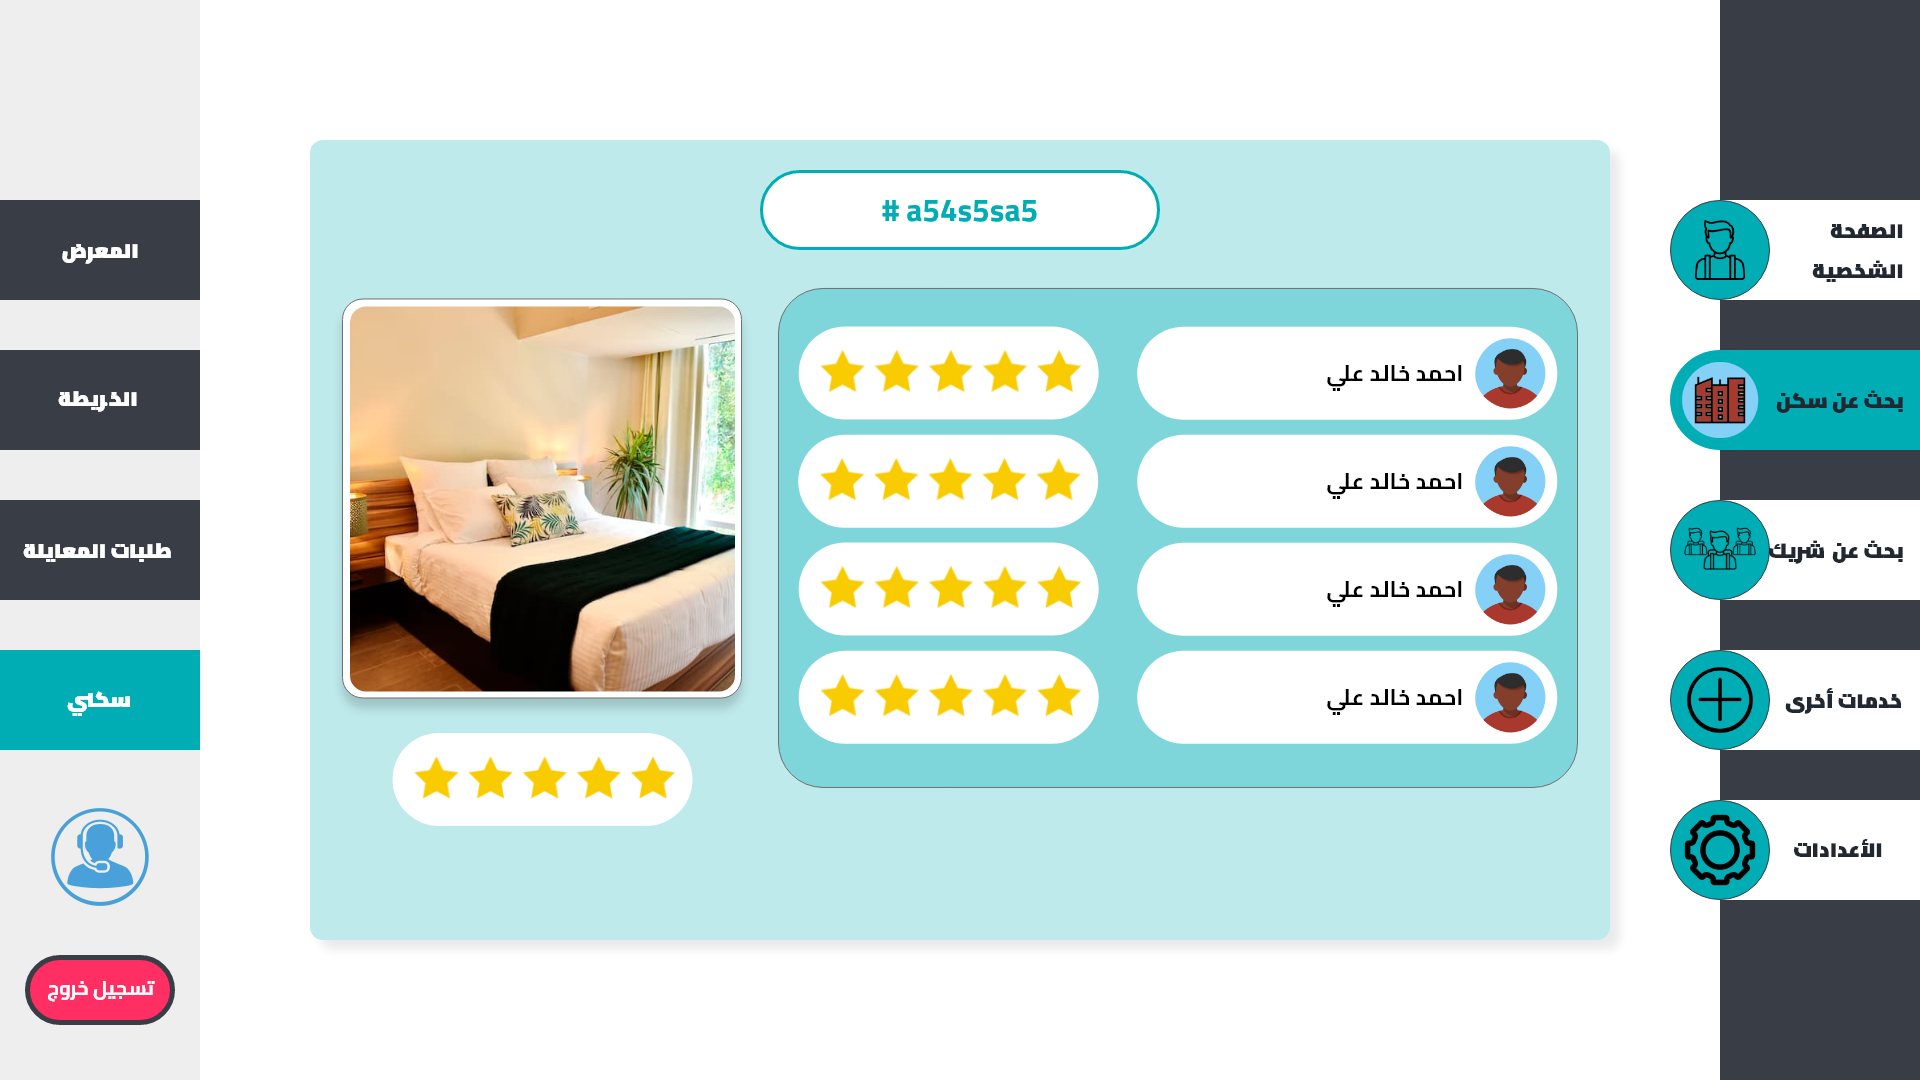 # a54s5sa5
الصفحة
الشخصية
بحث عن سكن
بحث عن شريك
خدمات أخرى
الأعدادات
احمد خالد علي
احمد خالد علي
احمد خالد علي
احمد خالد علي
المعرض
الخريطة
طلبات المعاينة
سكني
تسجيل خروج